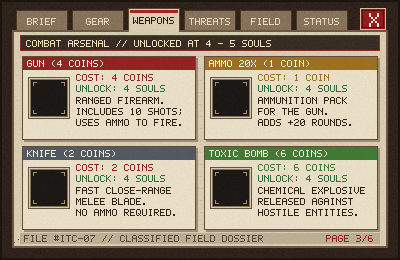 BRIEF GEAR WEAPONS THREATS FIELD STATUS X
COMBAT ARSENAL // UNLOCKED AT 4 - 5 SOULS
GUN (4 COINS)
COST: 4 COINS
UNLOCK: 4 SOULS
RANGED FIREARM.
INCLUDES 10 SHOTS;
USES AMMO TO FIRE.
AMMO 20X (1 COIN)
COST: 1 COIN
UNLOCK: 4 SOULS
AMMUNITION PACK
FOR THE GUN.
ADDS +20 ROUNDS.
KNIFE (2 COINS)
COST: 2 COINS
UNLOCK: 4 SOULS
FAST CLOSE-RANGE
MELEE BLADE.
NO AMMO REQUIRED.
TOXIC BOMB (6 COINS)
COST: 6 COINS
UNLOCK: 4 SOULS
CHEMICAL EXPLOSIVE
RELEASED AGAINST
HOSTILE ENTITIES.
FILE #ITC-07 // CLASSIFIED FIELD DOSSIER PAGE 3/6